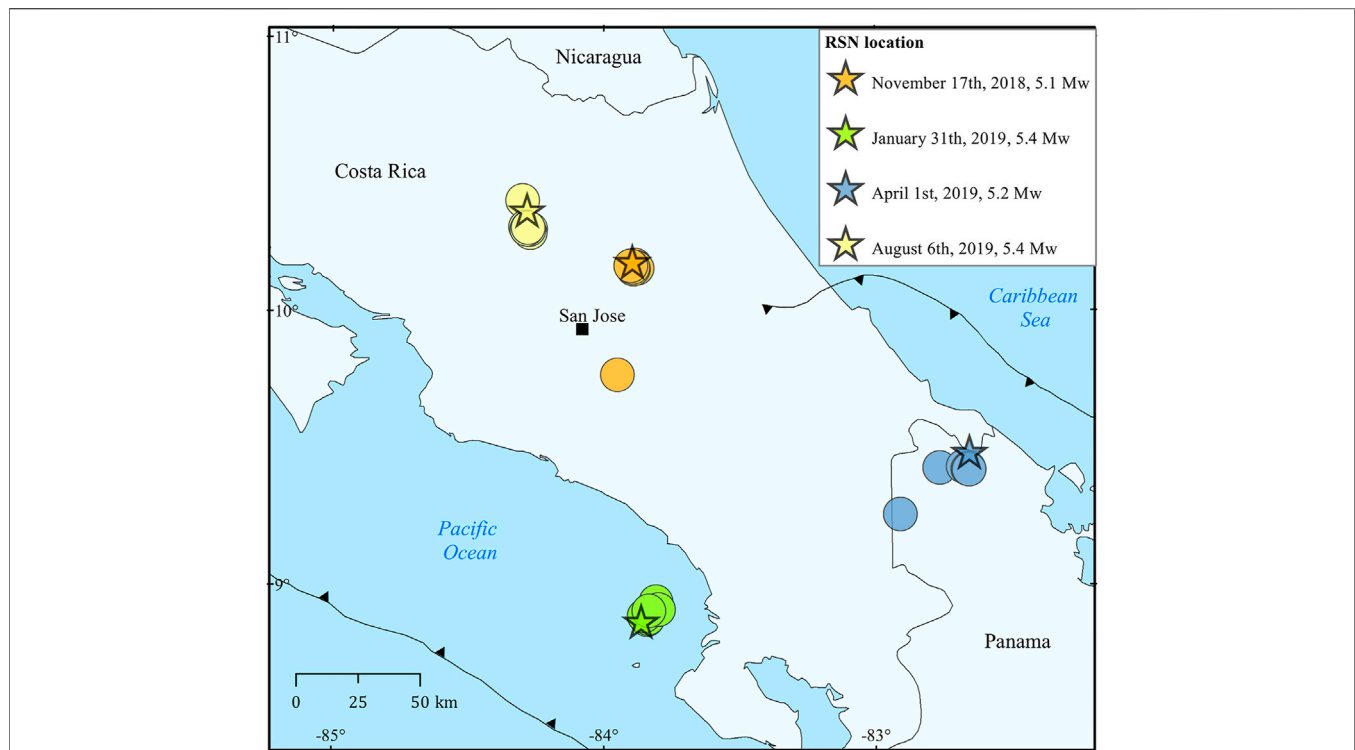 11°
Nicaragua
RSN location
November 17th, 2018, 5.1 Mw
January 31th, 2019, 5.4 Mw
April 1st, 2019, 5.2 Mw
August 6th, 2019, 5.4 Mw
Costa Rica
10°
San Jose
Caribbean
Sea
Pacific
Ocean
9°
Panama
0 25 50 km
-85° -84° -83°